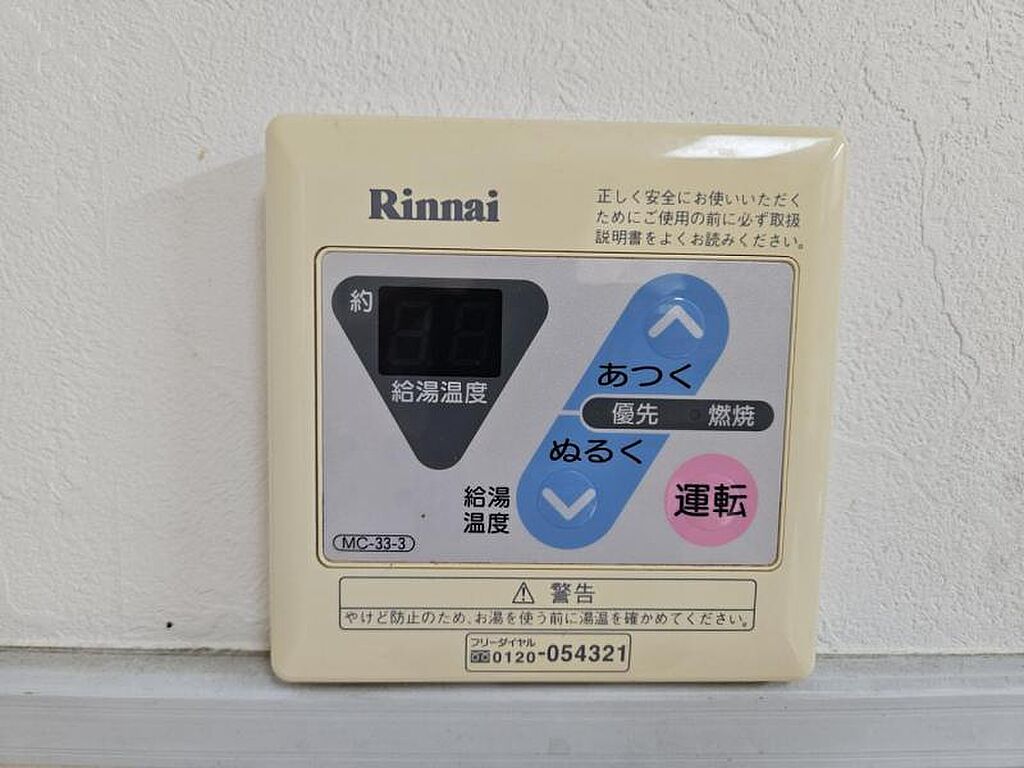 Rinnai
正しく安全にお使いいただく
ためにご使用の前に必ず取扱
説明書をよくお読みください。
約
給湯温度
あつく
優先 燃焼
ぬるく
給湯
温度
運転
MC-33-3
⚠ 警告
やけど防止のため、お湯を使う前に湯温を確かめてください。
フリーダイヤル
0120-054321